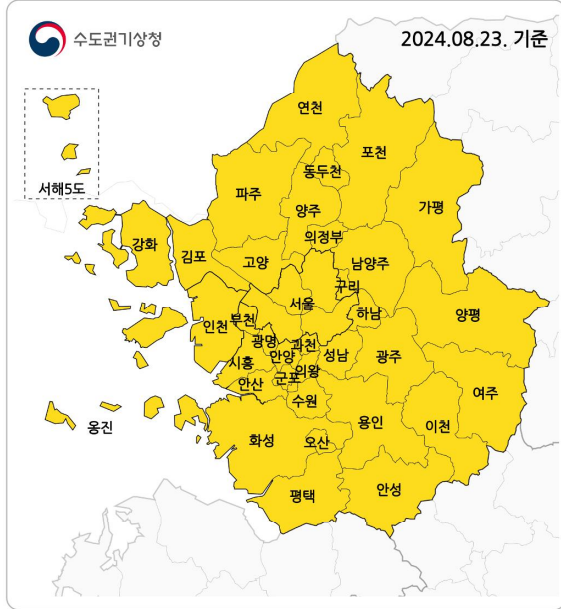 수도권기상청
2024.08.23. 기준
연천
포천
서해5도
동두천
파주
가평
양주
강화
의정부
김포
고양
남양주
구리
서울
하남
양평
인천
부천
광명
과천
시흥
안양
성남
광주
의왕
안산
군포
여주
수원
용인
이천
옹진
화성
오산
평택
안성